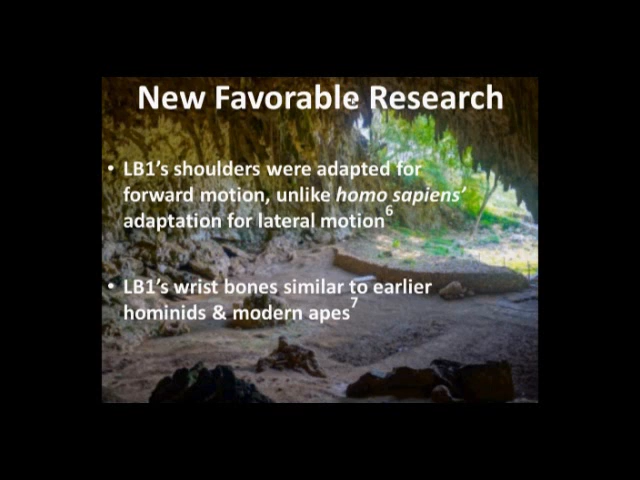 New Favorable Research
• LB1's shoulders were adapted for
forward motion, unlike homo sapiens'
adaptation for lateral motion6
• LB1's wrist bones similar to earlier
hominids & modern apes7